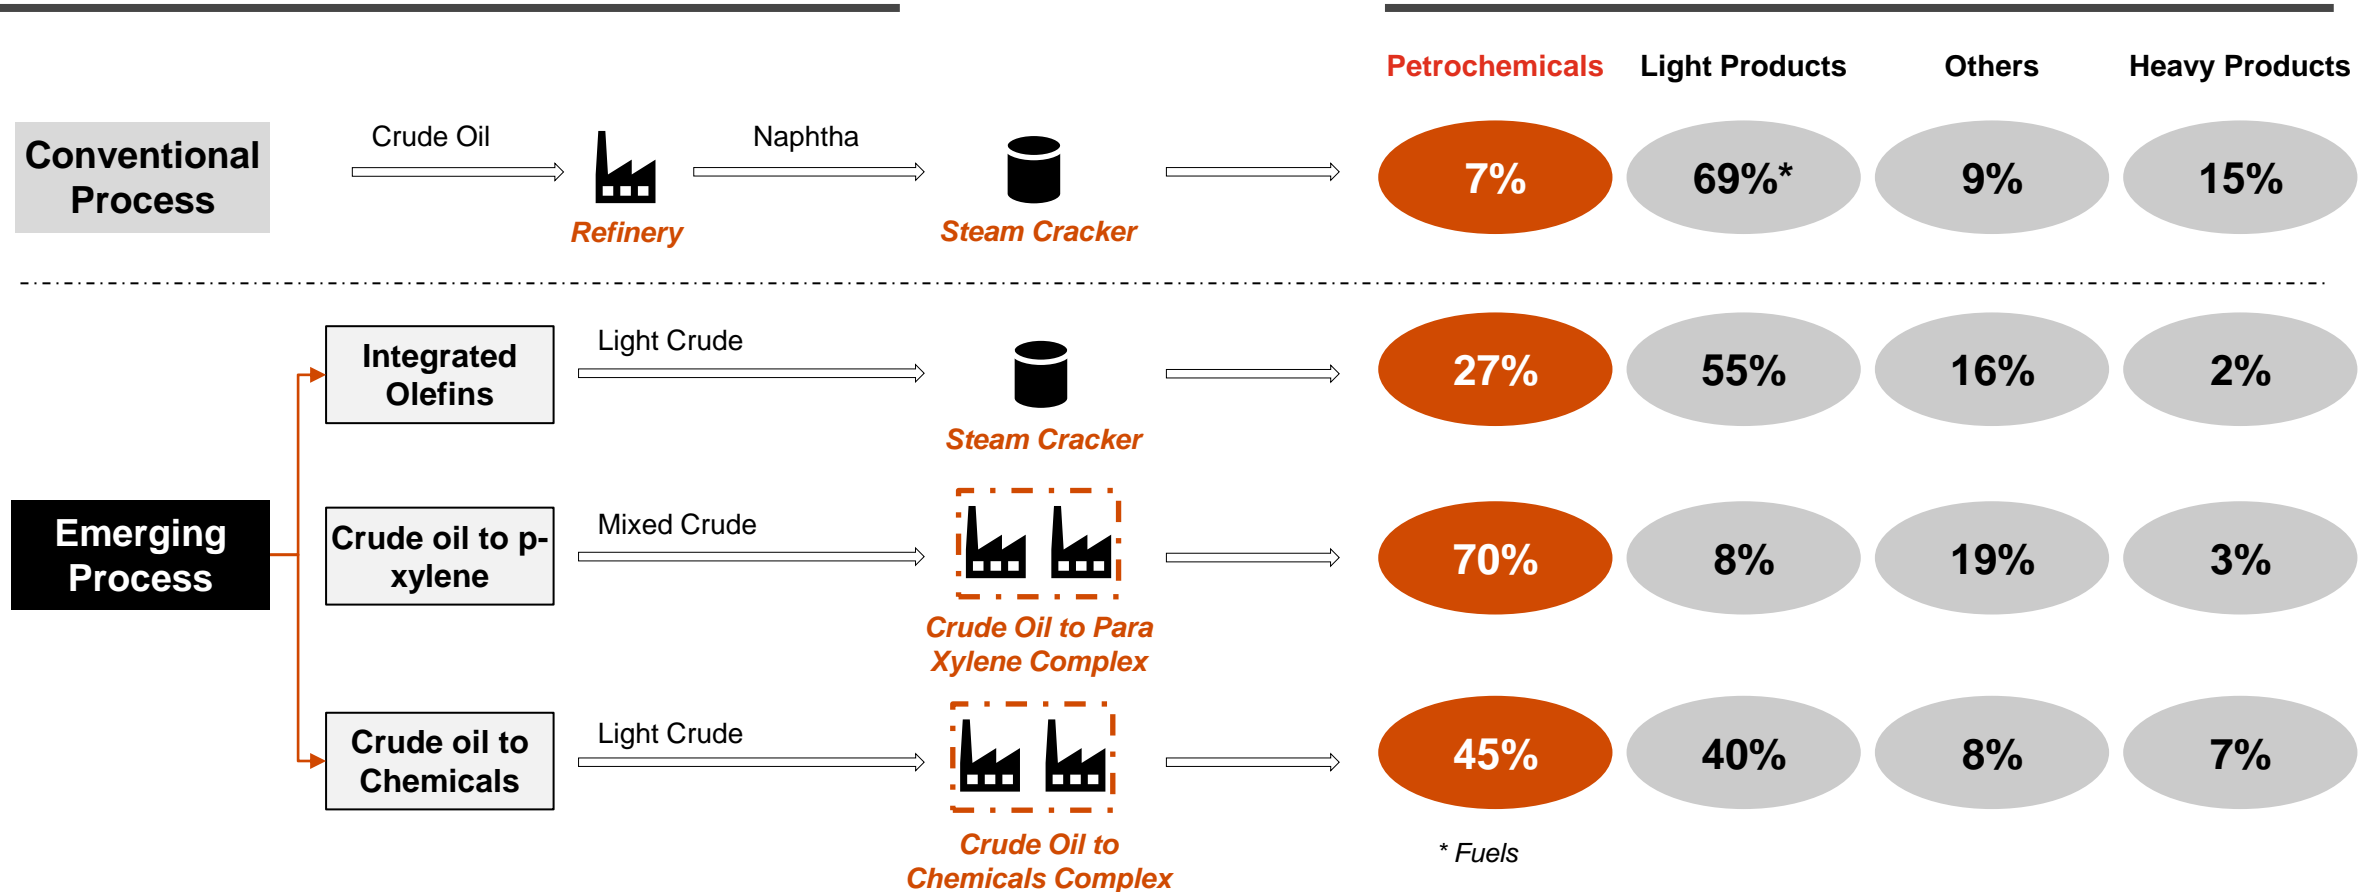 Petrochemicals Light Products Others Heavy Products
Conventional
Process
Crude Oil
Naphtha
Refinery
Steam Cracker
7% 69%* 9% 15%
Emerging
Process
Integrated
Olefins
Light Crude
Steam Cracker
27% 55% 16% 2%
Crude oil to p-
xylene
Mixed Crude
Crude Oil to Para
Xylene Complex
70% 8% 19% 3%
Crude oil to
Chemicals
Light Crude
Crude Oil to
Chemicals Complex
45% 40% 8% 7%
* Fuels